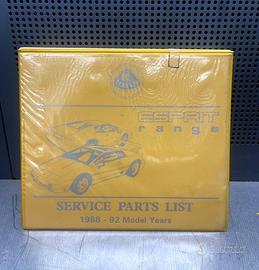 ESPRIT
range
SERVICE PARTS LIST
1988 - 92 Model Years